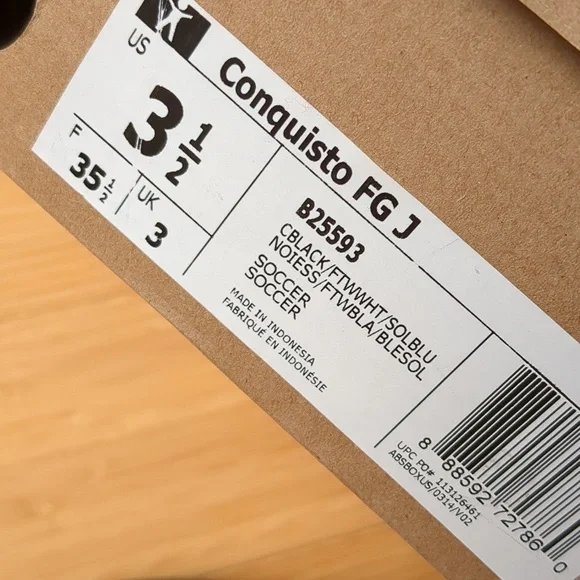 Conquisto FG J
US
3 1/2
F
35 1/2
UK
3
B25593
CBLACK/FTWWHT/SOLBLU
NOIESS/FTWBLA/BLESOL
SOCCER
SOCCER
MADE IN INDONESIA
FABRIQUÉ EN INDONÉSIE
8 88592 72786 0
UPC PO# 113126461
ABSBOXUS/0314/V02